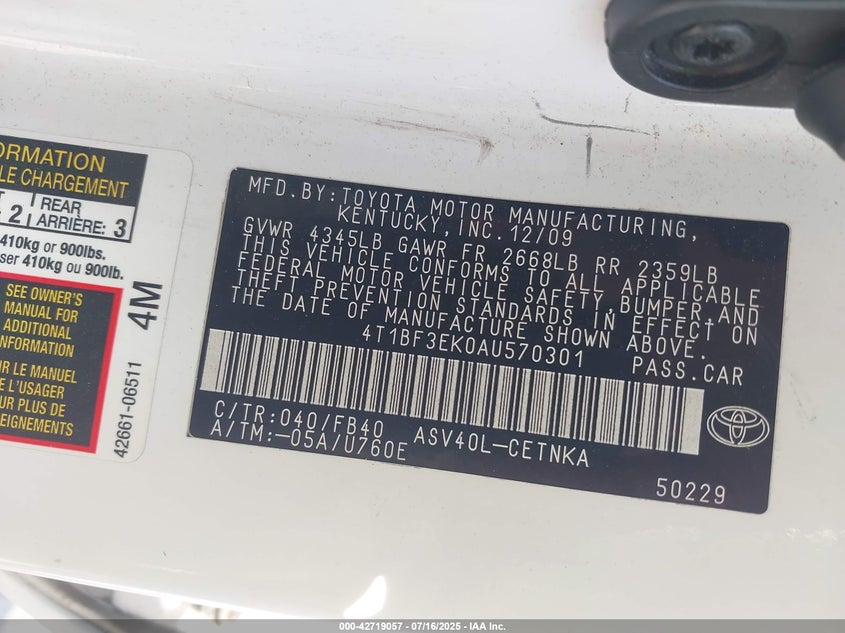 ORMATION
LE CHARGEMENT
2
REAR
ARRIÈRE: 3
410kg or 900lbs.
ser 410kg ou 900lb.
SEE OWNER'S
MANUAL FOR
ADDITIONAL
INFORMATION
LE MANUEL
DE L'USAGER
PLUS DE
RENSEIGNEMENTS
4M
42661-06511
MFD.BY:TOYOTA MOTOR MANUFACTURING,
KENTUCKY, INC. 12/09
GVWR 4345LB GAWR FR 2668LB RR 2359LB
THIS VEHICLE CONFORMS TO ALL APPLICABLE
FEDERAL MOTOR VEHICLE SAFETY,BUMPER,AND
THEFT PREVENTION STANDARDS IN EFFECT ON
THE DATE OF MANUFACTURE SHOWN ABOVE.
4T1BF3EK0AU570301 PASS.CAR
C/TR:040/FB40 ASV40L-CETNKA
A/TM:-05A/U760E
50229
000-42719057 - 07/16/2025 - IAA Inc.